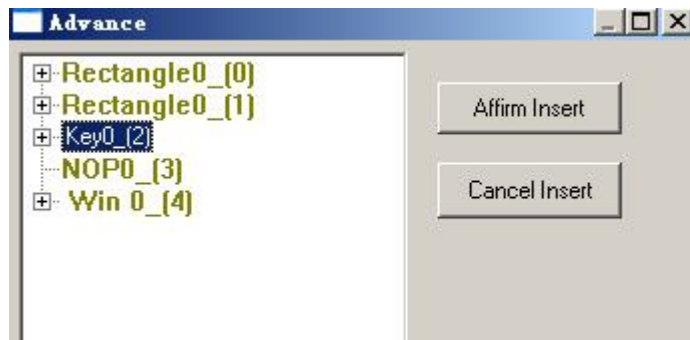 Advance
Rectangle0_(0)
Rectangle0_(1)
Key0_(2)
NOP0_(3)
Win 0_(4)
Affirm Insert
Cancel Insert